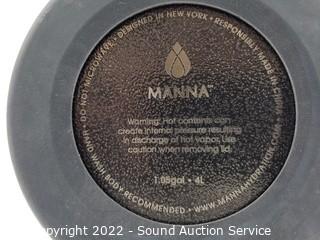 MANNA™
Warning: Hot contents can
create internal pressure resulting
in discharge of hot vapor. Use
caution when removing lid.
1.05gal • 4L
DO NOT MICROWAVE • DESIGNED IN NEW YORK • RESPONSIBLY MADE IN CHINA •
HAND WASH BODY RECOMMENDED • WWW.MANNAHYDRATION.COM
Copyright 2022 - Sound Auction Service